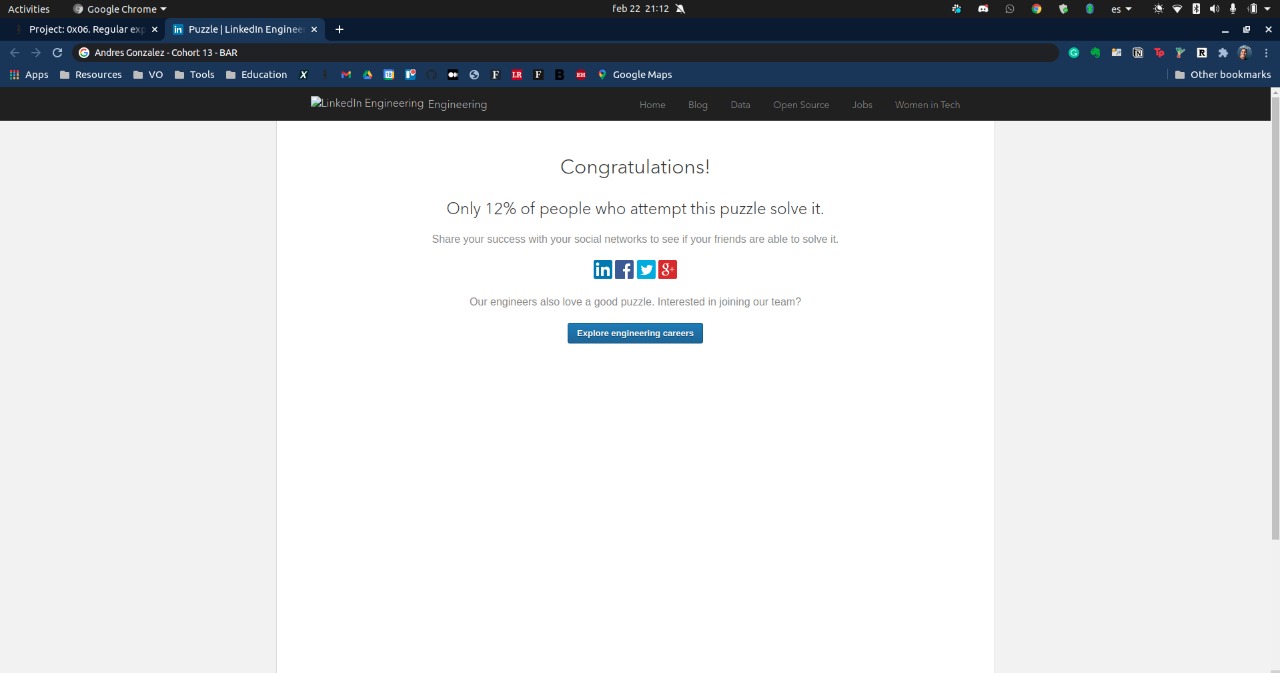 Activities Google Chrome feb 22 21:12 es
Project: 0x06. Regular exp Puzzle | LinkedIn Enginee
Andres Gonzalez - Cohort 13 - BAR
Apps Resources VO Tools Education X 18 F LR F B BH Google Maps Other bookmarks
LinkedIn Engineering Engineering Home Blog Data Open Source Jobs Women in Tech
Congratulations!
Only 12% of people who attempt this puzzle solve it.
Share your success with your social networks to see if your friends are able to solve it.
in f g+
Our engineers also love a good puzzle. Interested in joining our team?
Explore engineering careers